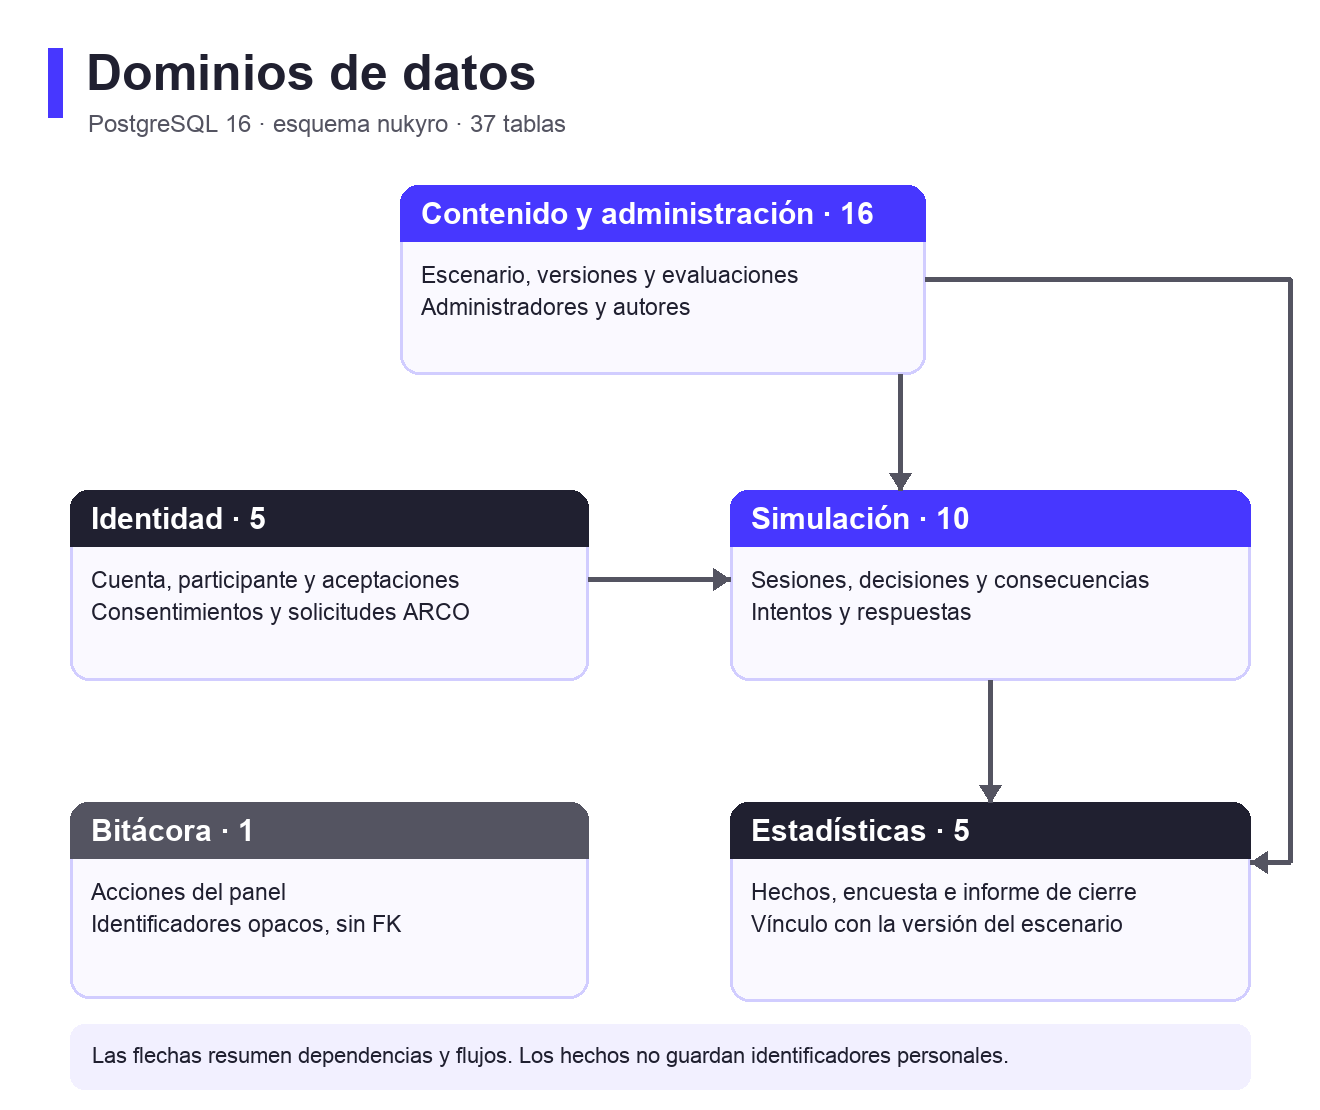 Dominios de datos
PostgreSQL 16 · esquema nukyro · 37 tablas
Contenido y administración · 16
Escenario, versiones y evaluaciones
Administradores y autores
Identidad · 5
Cuenta, participante y aceptaciones
Consentimientos y solicitudes ARCO
Simulación · 10
Sesiones, decisiones y consecuencias
Intentos y respuestas
Bitácora · 1
Acciones del panel
Identificadores opacos, sin FK
Estadísticas · 5
Hechos, encuesta e informe de cierre
Vínculo con la versión del escenario
Las flechas resumen dependencias y flujos. Los hechos no guardan identificadores personales.